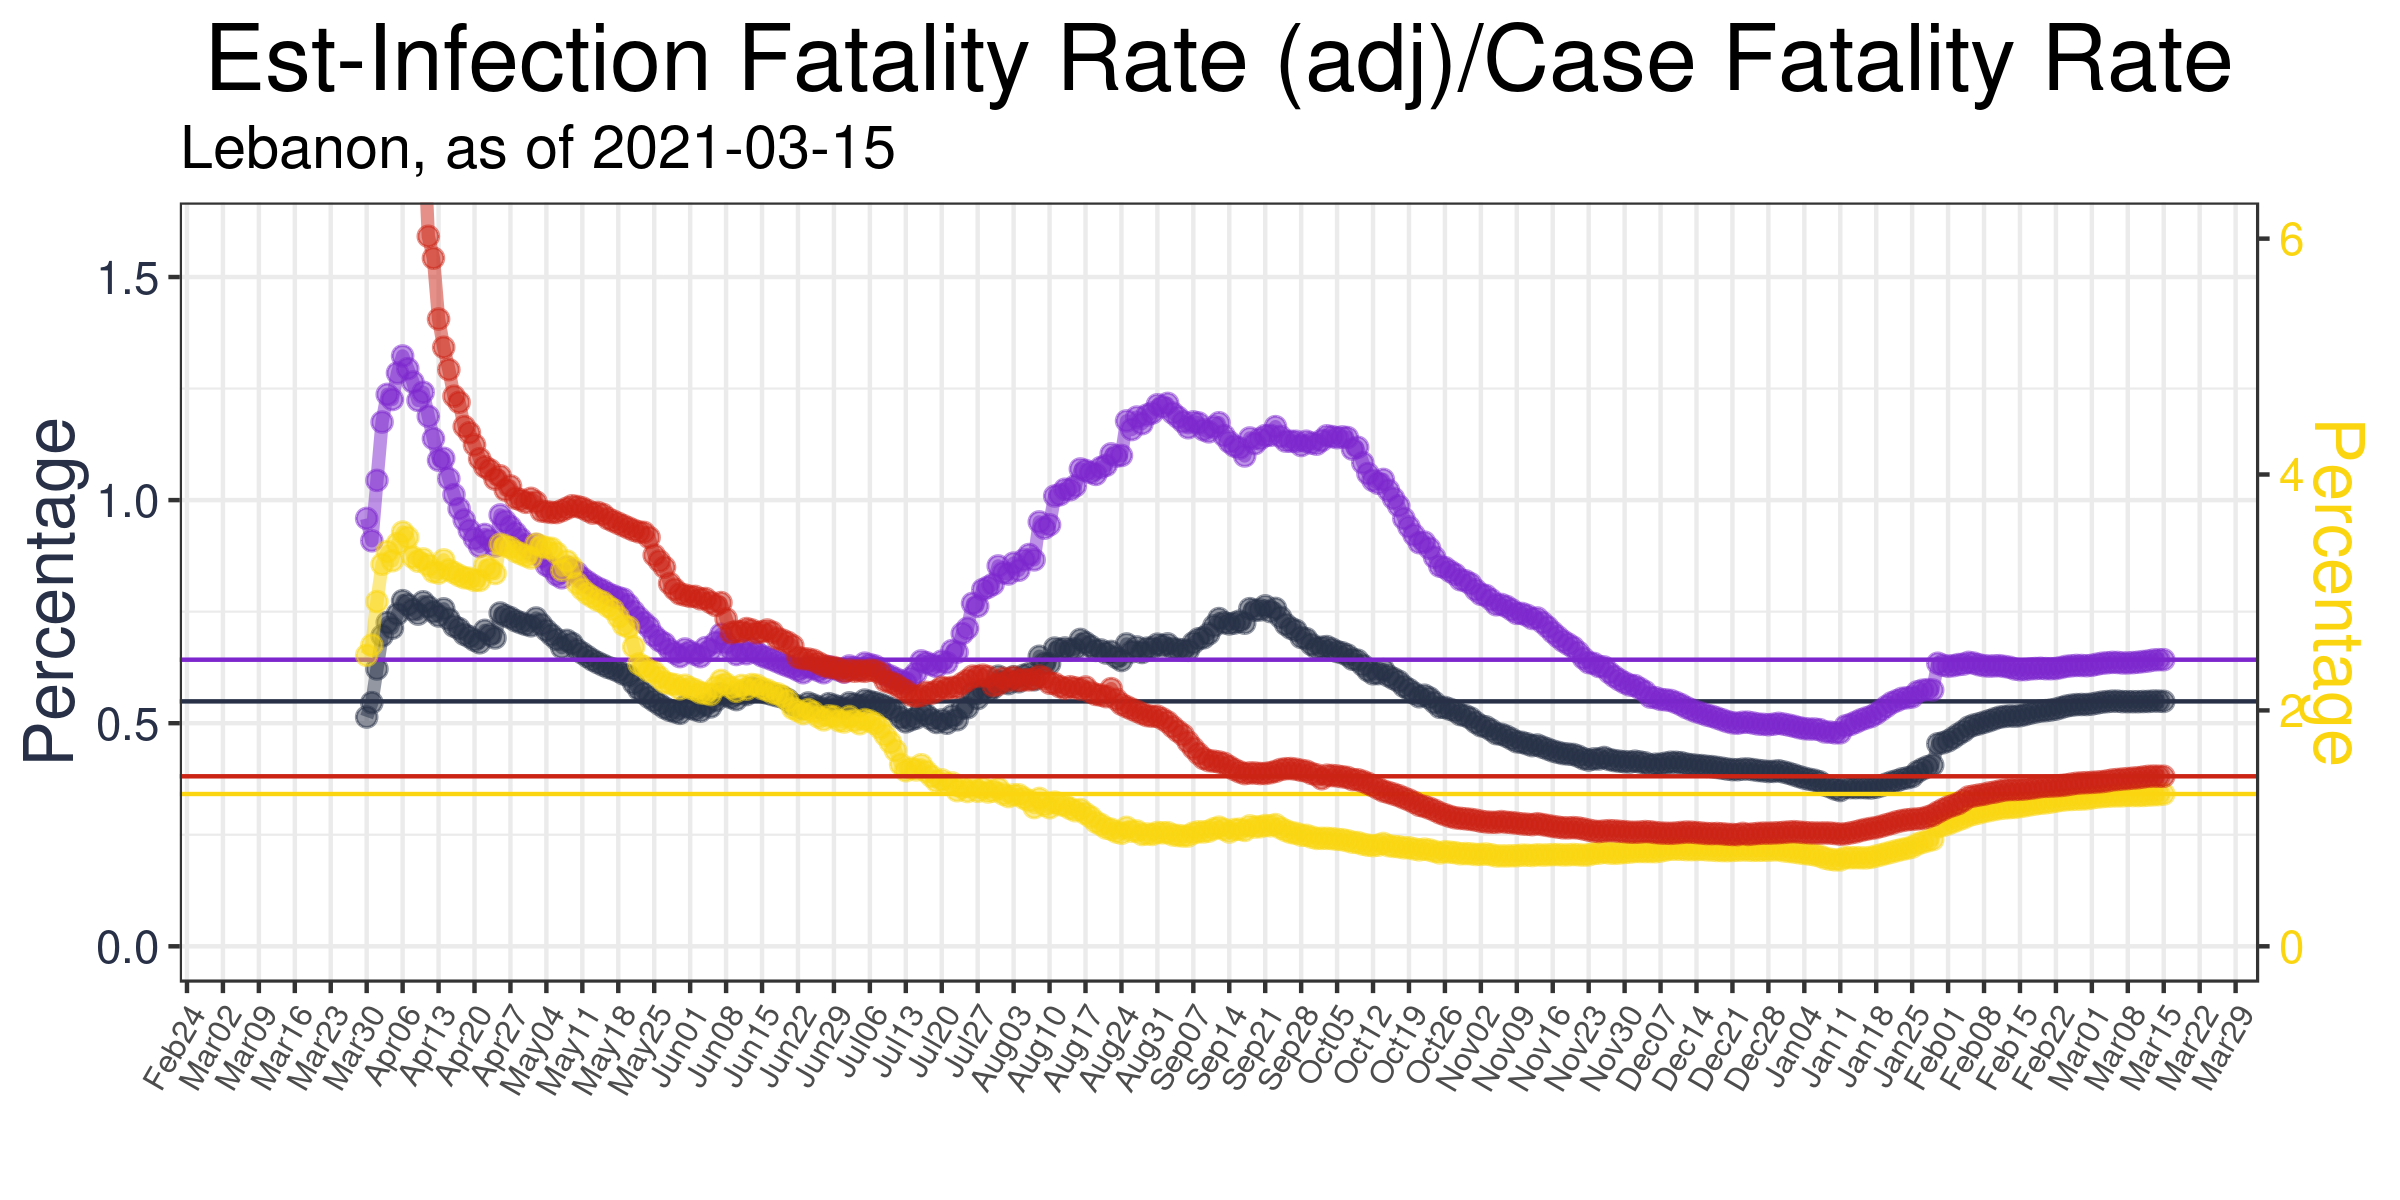 Est-Infection Fatality Rate (adj)/Case Fatality Rate
Lebanon, as of 2021-03-15
Percentage
1.5
1.0
0.5
0.0
6
4
2
0
Percentage
Feb24
Mar02
Mar09
Mar16
Mar23
Mar30
Apr06
Apr13
Apr20
Apr27
May04
May11
May18
May25
Jun01
Jun08
Jun15
Jun22
Jun29
Jul06
Jul13
Jul20
Jul27
Aug03
Aug10
Aug17
Aug24
Aug31
Sep07
Sep14
Sep21
Sep28
Oct05
Oct12
Oct19
Oct26
Nov02
Nov09
Nov16
Nov23
Nov30
Dec07
Dec14
Dec21
Dec28
Jan04
Jan11
Jan18
Jan25
Feb01
Feb08
Feb15
Feb22
Mar01
Mar08
Mar15
Mar22
Mar29